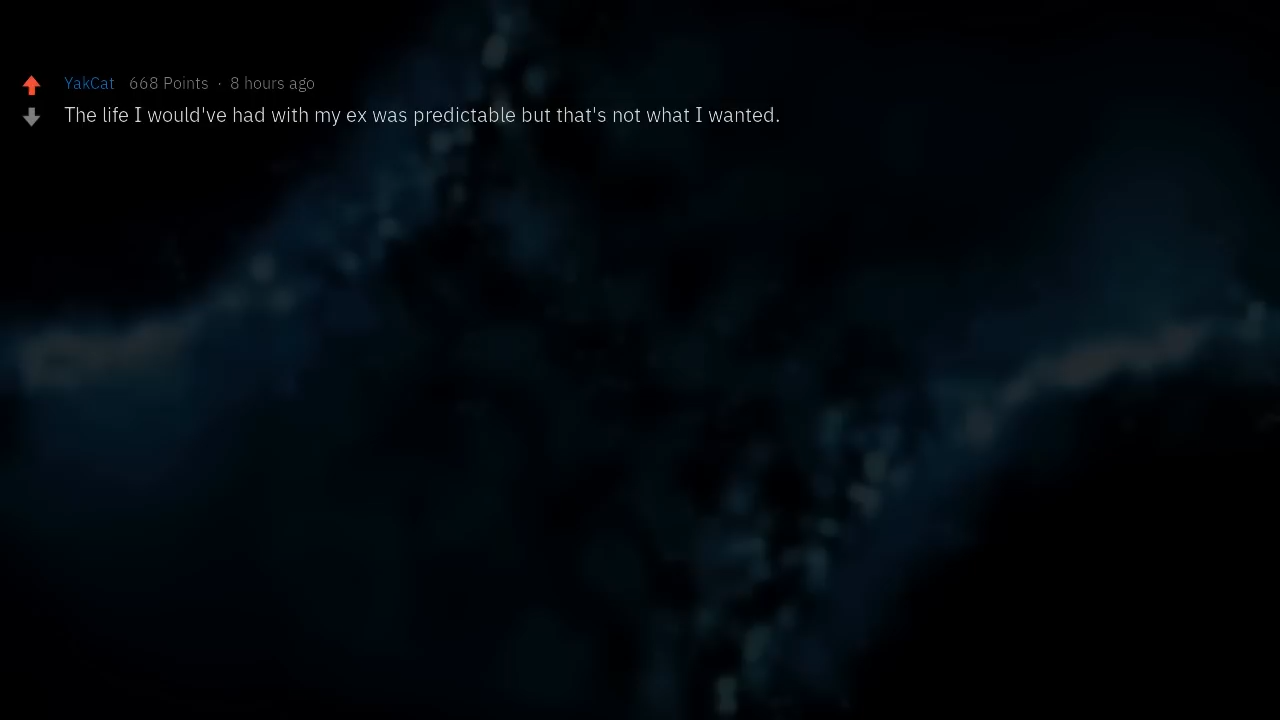 YakCat 668 Points · 8 hours ago
The life I would've had with my ex was predictable but that's not what I wanted.